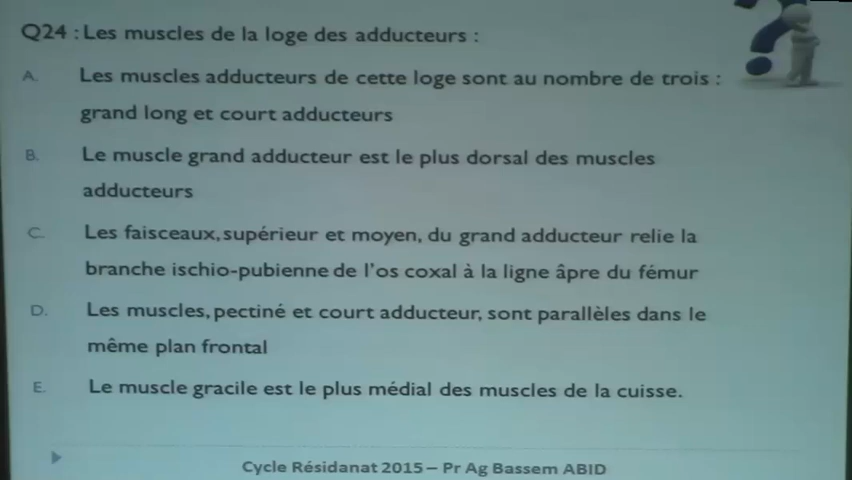 Q24 : Les muscles de la loge des adducteurs :
A. Les muscles adducteurs de cette loge sont au nombre de trois :
grand long et court adducteurs
B. Le muscle grand adducteur est le plus dorsal des muscles
adducteurs
C. Les faisceaux, supérieur et moyen, du grand adducteur relie la
branche ischio-pubienne de l'os coxal à la ligne âpre du fémur
D. Les muscles, pectiné et court adducteur, sont parallèles dans le
même plan frontal
E. Le muscle gracile est le plus médial des muscles de la cuisse.
Cycle Résidanat 2015 – Pr Ag Bassem ABID